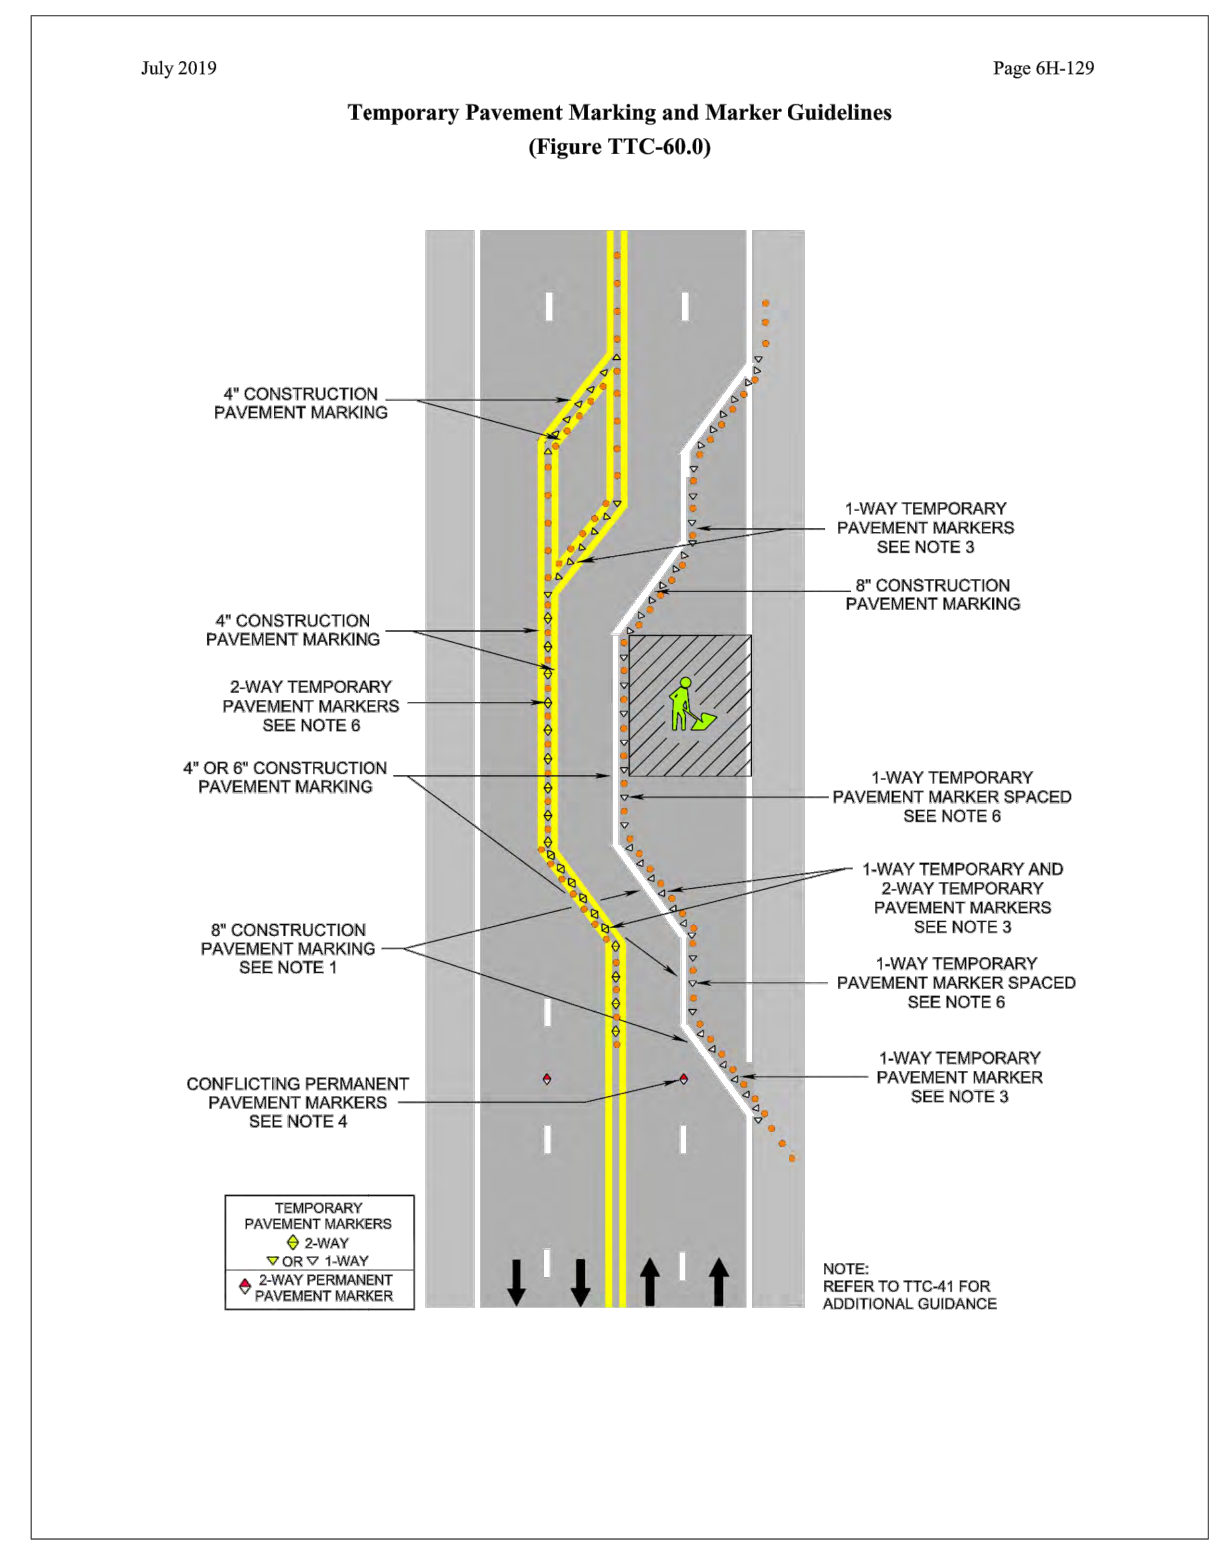 July 2019
Page 6H-129
Temporary Pavement Marking and Marker Guidelines
(Figure TTC-60.0)
4" CONSTRUCTION
PAVEMENT MARKING
1-WAY TEMPORARY
PAVEMENT MARKERS
SEE NOTE 3
8" CONSTRUCTION
PAVEMENT MARKING
4" CONSTRUCTION
PAVEMENT MARKING
2-WAY TEMPORARY
PAVEMENT MARKERS
SEE NOTE 6
4" OR 6" CONSTRUCTION
PAVEMENT MARKING
1-WAY TEMPORARY
PAVEMENT MARKER SPACED
SEE NOTE 6
1-WAY TEMPORARY AND
2-WAY TEMPORARY
PAVEMENT MARKERS
SEE NOTE 3
8" CONSTRUCTION
PAVEMENT MARKING
SEE NOTE 1
1-WAY TEMPORARY
PAVEMENT MARKER SPACED
SEE NOTE 6
1-WAY TEMPORARY
PAVEMENT MARKER
SEE NOTE 3
CONFLICTING PERMANENT
PAVEMENT MARKERS
SEE NOTE 4
TEMPORARY
PAVEMENT MARKERS
2-WAY
OR 1-WAY
2-WAY PERMANENT
PAVEMENT MARKER
NOTE:
REFER TO TTC-41 FOR
ADDITIONAL GUIDANCE